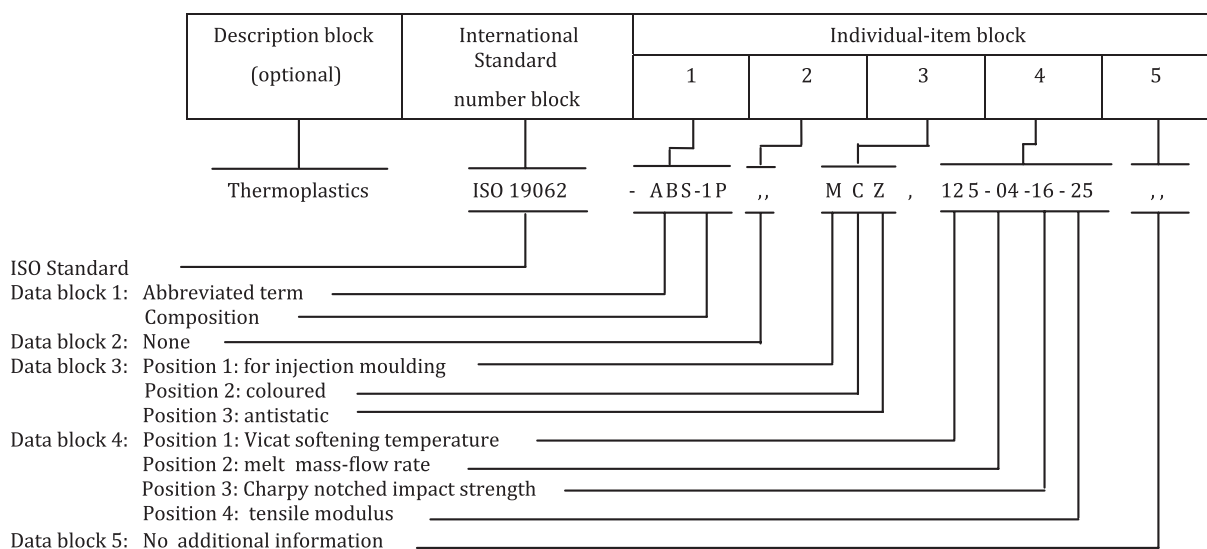 Description block
(optional)
International
Standard
number block
Individual-item block
1 2 3 4 5
Thermoplastics ISO 19062 - ABS-1P ,, M C Z , 125-04-16-25 ,,
ISO Standard
Data block 1: Abbreviated term
Composition
Data block 2: None
Data block 3: Position 1: for injection moulding
Position 2: coloured
Position 3: antistatic
Data block 4: Position 1: Vicat softening temperature
Position 2: melt mass-flow rate
Position 3: Charpy notched impact strength
Position 4: tensile modulus
Data block 5: No additional information